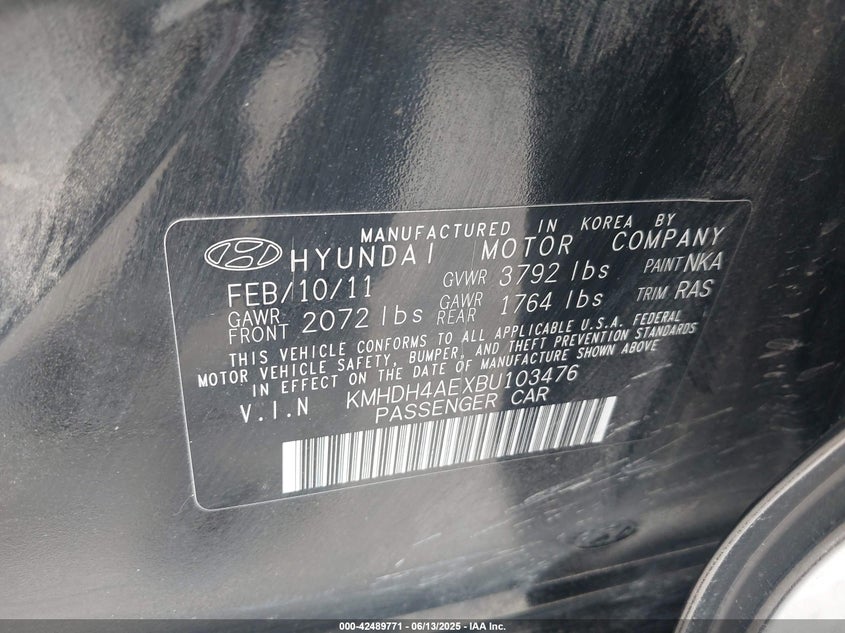 MANUFACTURED IN KOREA BY
HYUNDAI MOTOR COMPANY
FEB/10/11 GVWR 3792 lbs PAINT NKA
GAWR FRONT 2072 lbs GAWR REAR 1764 lbs TRIM RAS
THIS VEHICLE CONFORMS TO ALL APPLICABLE U.S.A. FEDERAL
MOTOR VEHICLE SAFETY, BUMPER, AND THEFT PREVENTION STANDARDS
IN EFFECT ON THE DATE OF MANUFACTURE SHOWN ABOVE
V.I.N KMHDH4AEXBU103476
PASSENGER CAR
000-42489771 - 06/13/2025 - IAA Inc.